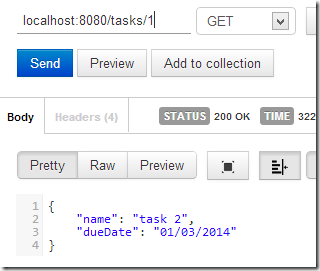 localhost:8080/tasks/1 GET
Send Preview Add to collection
Body Headers (4) STATUS 200 OK TIME 322
Pretty Raw Preview
1 {
2 "name": "task 2",
3 "dueDate": "01/03/2014"
4 }